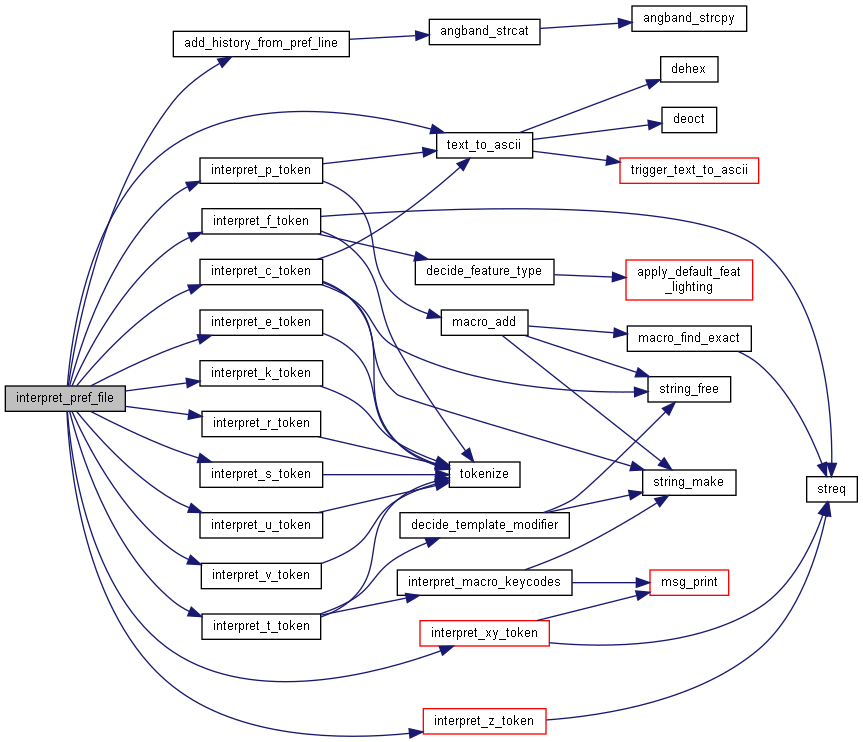 angband_strcpy
angband_strcat
add_history_from_pref_line
dehex
deoct
text_to_ascii
trigger_text_to_ascii
interpret_p_token
interpret_f_token
interpret_c_token
decide_feature_type
apply_default_feat
_lighting
interpret_e_token
macro_add
macro_find_exact
interpret_k_token
string_free
interpret_pref_file
interpret_r_token
interpret_s_token
tokenize
string_make
streq
interpret_u_token
decide_template_modifier
interpret_v_token
interpret_macro_keycodes
msg_print
interpret_t_token
interpret_xy_token
interpret_z_token